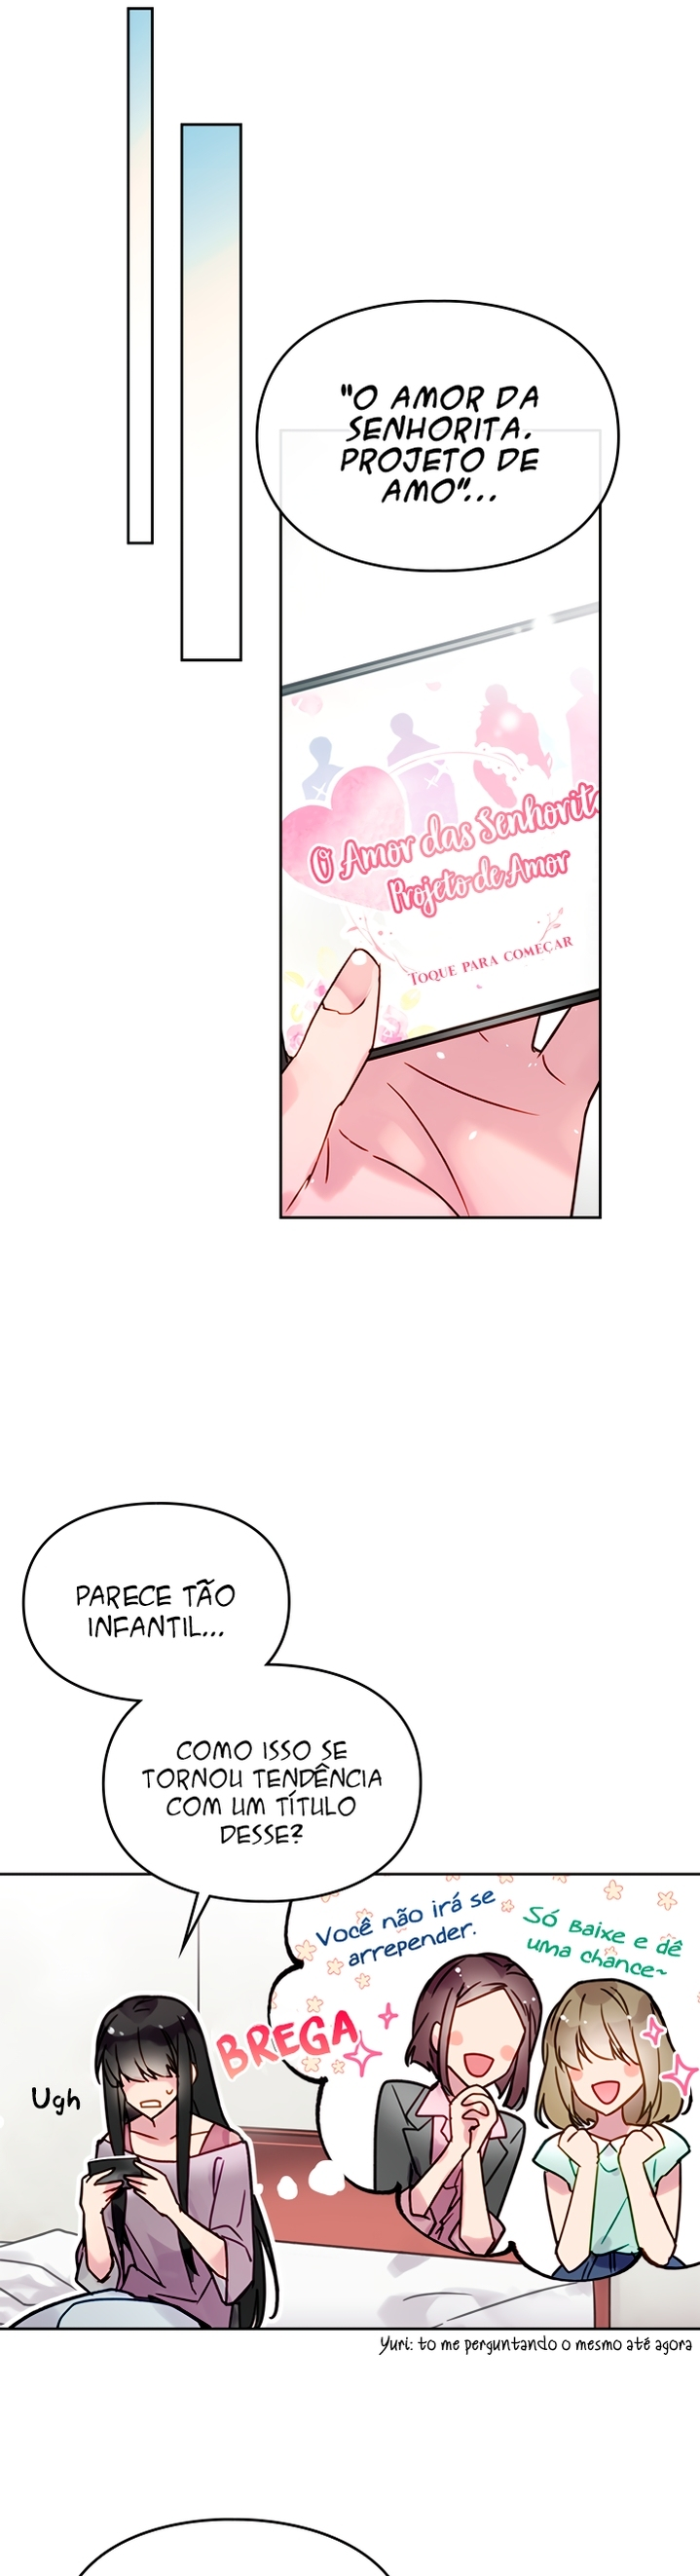 "O AMOR DA
SENHORITA.
PROJETO DE
AMO"...
O Amor das Senhorita
Projeto de Amor
TOQUE PARA COMEÇAR
PARECE TÃO
INFANTIL...
COMO ISSO SE
TORNOU TENDÊNCIA
COM UM TÍTULO
DESSE?
Você não irá se
arrepender.
Só Baixe e dê
uma chance~
BREGA
Ugh
Yuri: to me perguntando o mesmo até agora